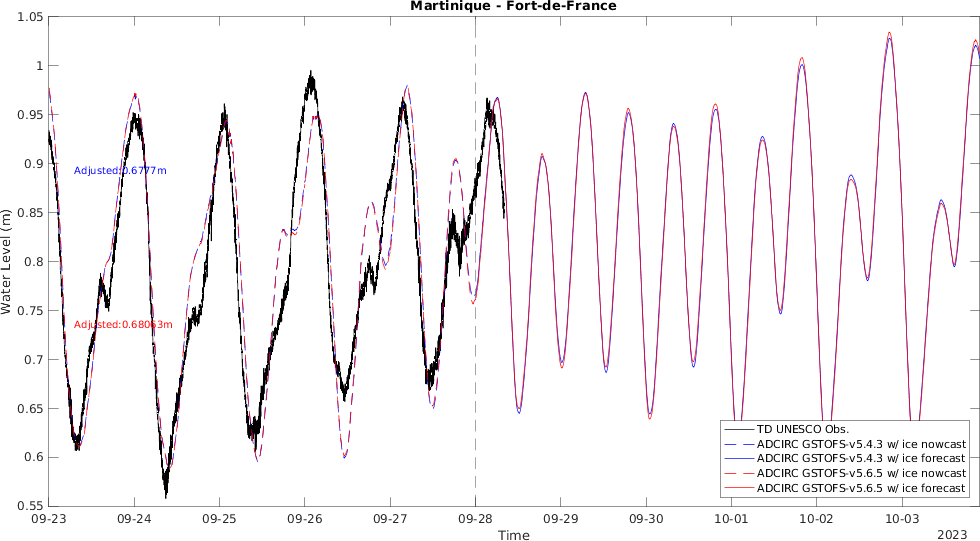 Martinique - Fort-de-France
1.05
1
0.95
0.9
0.85
0.8
0.75
0.7
0.65
0.6
0.55
Water Level (m)
Adjusted:0.6777m
Adjusted:0.68063m
TD UNESCO Obs.
ADCIRC GSTOFS-v5.4.3 w/ ice nowcast
ADCIRC GSTOFS-v5.4.3 w/ ice forecast
ADCIRC GSTOFS-v5.6.5 w/ ice nowcast
ADCIRC GSTOFS-v5.6.5 w/ ice forecast
09-23 09-24 09-25 09-26 09-27 09-28 09-29 09-30 10-01 10-02 10-03
Time
2023